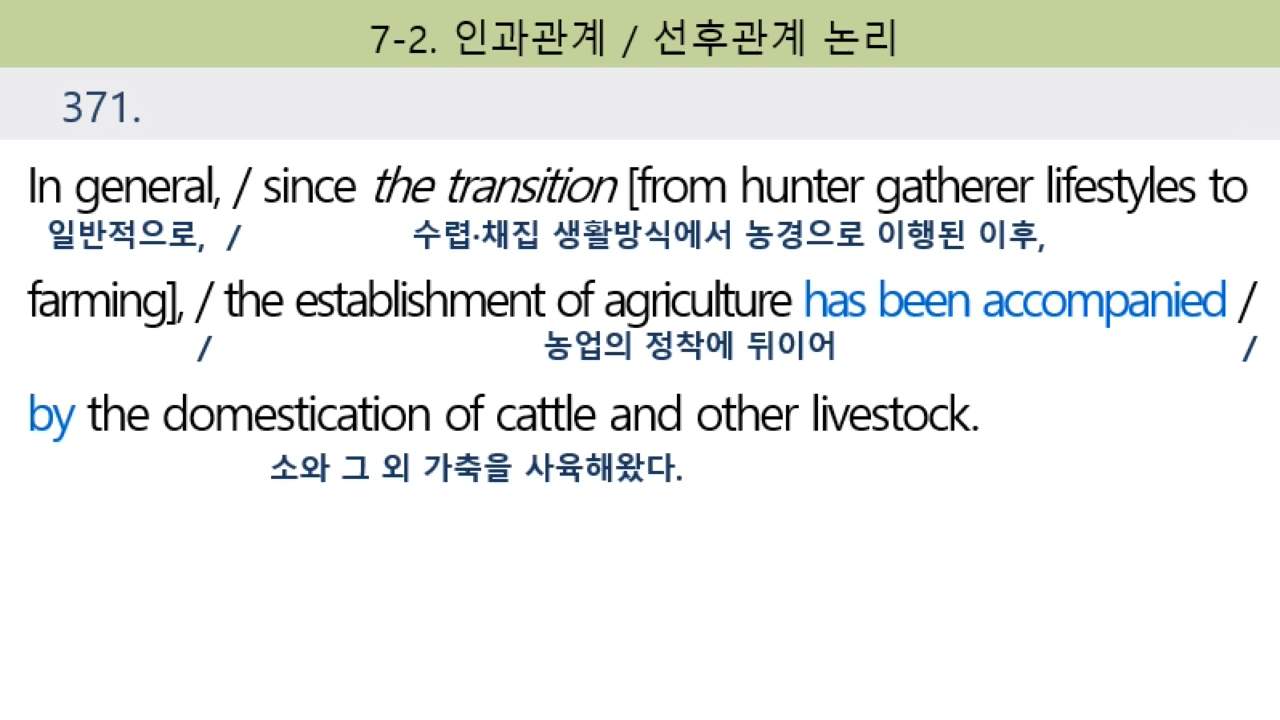 7-2. 인과관계 / 선후관계 논리
371.
In general, / since the transition [from hunter gatherer lifestyles to
일반적으로, / 수렵·채집 생활방식에서 농경으로 이행된 이후,
farming], / the establishment of agriculture has been accompanied /
/ 농업의 정착에 뒤이어 /
by the domestication of cattle and other livestock.
소와 그 외 가축을 사육해왔다.